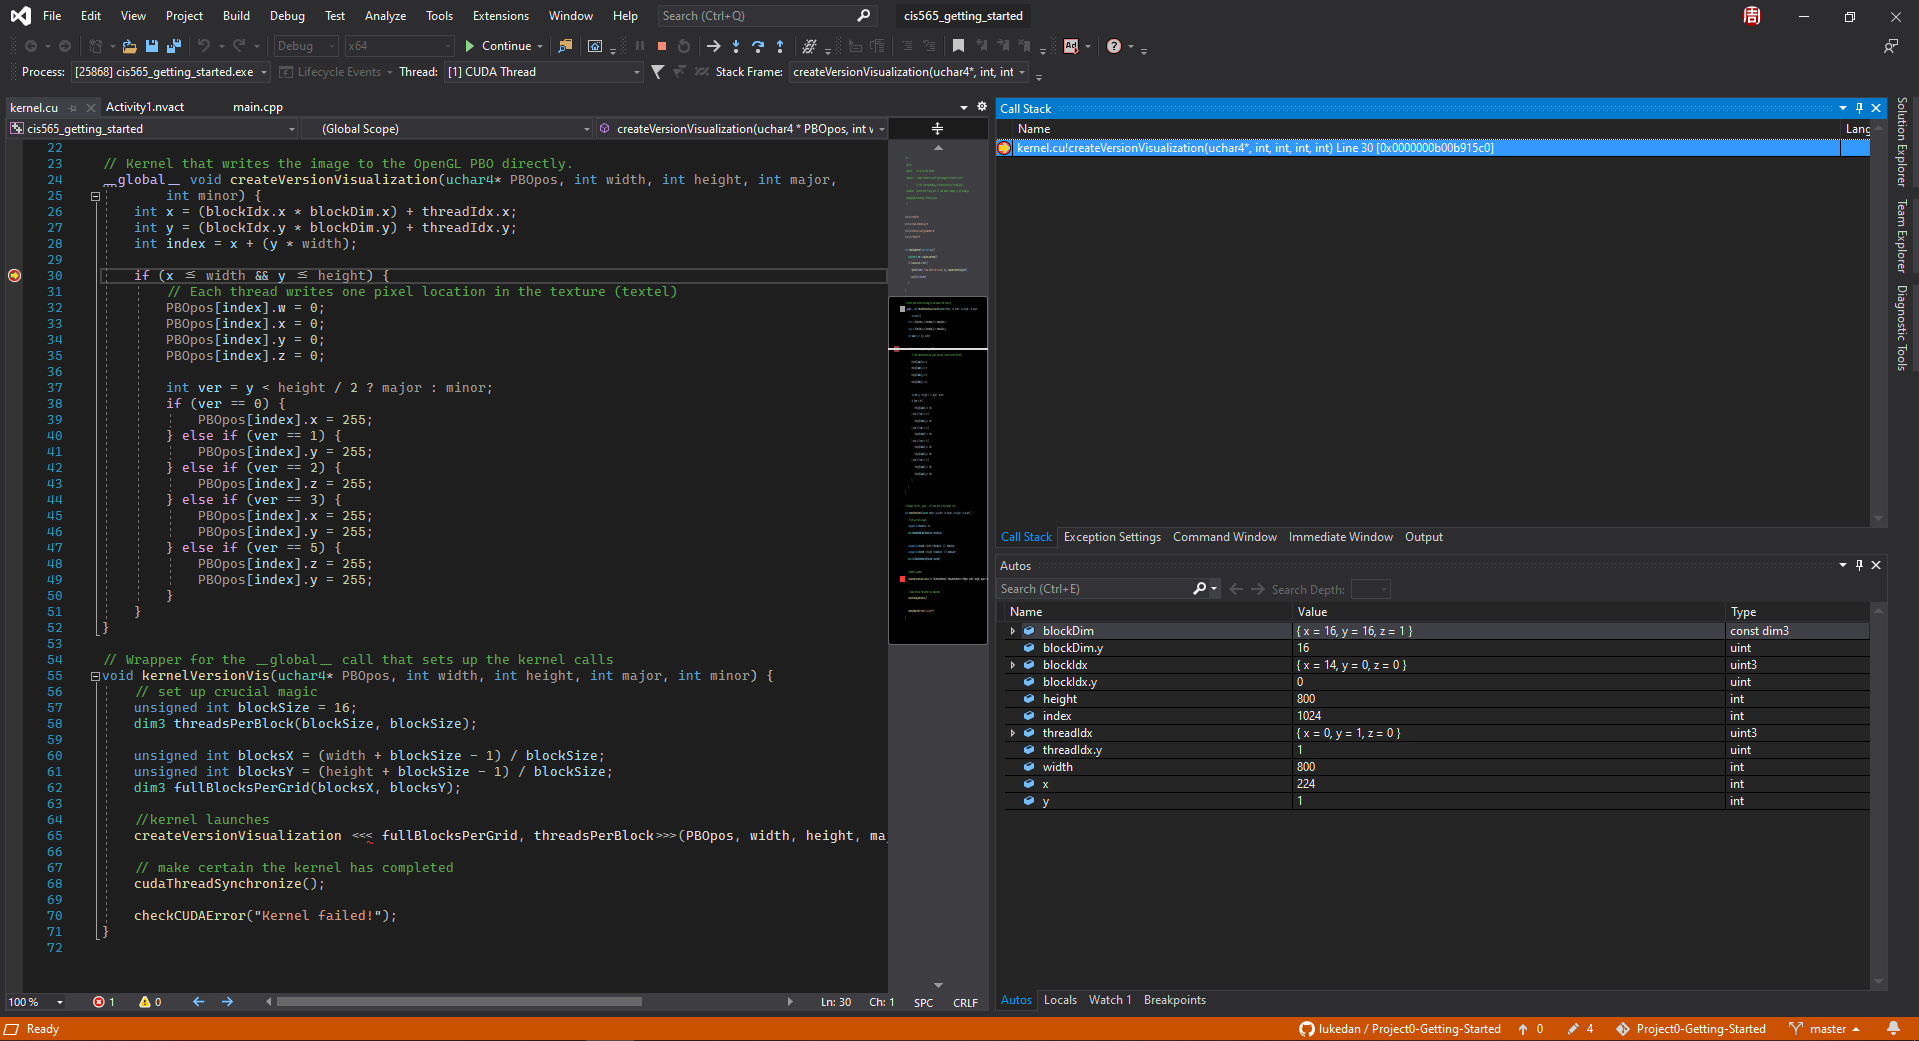 File Edit View Project Build Debug Test Analyze Tools Extensions Window Help Search (Ctrl+Q) cis565_getting_started 周
Debug x64 Continue
Process: [25868] cis565_getting_started.exe Lifecycle Events Thread: [1] CUDA Thread Stack Frame: createVersionVisualization(uchar4*, int, int
kernel.cu Activity1.nvact main.cpp
cis565_getting_started (Global Scope) createVersionVisualization(uchar4 * PBOpos, int v
22
23 // Kernel that writes the image to the OpenGL PBO directly.
24 __global__ void createVersionVisualization(uchar4* PBOpos, int width, int height, int major,
25 int minor) {
26 int x = (blockIdx.x * blockDim.x) + threadIdx.x;
27 int y = (blockIdx.y * blockDim.y) + threadIdx.y;
28 int index = x + (y * width);
29
30 if (x ≤ width && y ≤ height) {
31 // Each thread writes one pixel location in the texture (textel)
32 PBOpos[index].w = 0;
33 PBOpos[index].x = 0;
34 PBOpos[index].y = 0;
35 PBOpos[index].z = 0;
36
37 int ver = y < height / 2 ? major : minor;
38 if (ver == 0) {
39 PBOpos[index].x = 255;
40 } else if (ver == 1) {
41 PBOpos[index].y = 255;
42 } else if (ver == 2) {
43 PBOpos[index].z = 255;
44 } else if (ver == 3) {
45 PBOpos[index].x = 255;
46 PBOpos[index].y = 255;
47 } else if (ver == 5) {
48 PBOpos[index].z = 255;
49 PBOpos[index].y = 255;
50 }
51 }
52 }
53
54 // Wrapper for the __global__ call that sets up the kernel calls
55 void kernelVersionVis(uchar4* PBOpos, int width, int height, int major, int minor) {
56 // set up crucial magic
57 unsigned int blockSize = 16;
58 dim3 threadsPerBlock(blockSize, blockSize);
59
60 unsigned int blocksX = (width + blockSize - 1) / blockSize;
61 unsigned int blocksY = (height + blockSize - 1) / blockSize;
62 dim3 fullBlocksPerGrid(blocksX, blocksY);
63
64 //kernel launches
65 createVersionVisualization <<< fullBlocksPerGrid, threadsPerBlock>>>(PBOpos, width, height, ma
66
67 // make certain the kernel has completed
68 cudaThreadSynchronize();
69
70 checkCUDAError("Kernel failed!");
71 }
72
100 % 1 0 Ln: 30 Ch: 1 SPC CRLF
Call Stack
Name Lang
kernel.cu!createVersionVisualization(uchar4*, int, int, int, int) Line 30 [0x0000000b00b915c0]
Call Stack Exception Settings Command Window Immediate Window Output
Autos
Search (Ctrl+E) Search Depth:
Name Value Type
blockDim { x = 16, y = 16, z = 1 } const dim3
blockDim.y 16 uint
blockIdx { x = 14, y = 0, z = 0 } uint3
blockIdx.y 0 uint
height 800 int
index 1024 int
threadIdx { x = 0, y = 1, z = 0 } uint3
threadIdx.y 1 uint
width 800 int
x 224 int
y 1 int
Autos Locals Watch 1 Breakpoints
Solution Explorer
Team Explorer
Diagnostic Tools
Ready lukedan / Project0-Getting-Started 0 4 Project0-Getting-Started master